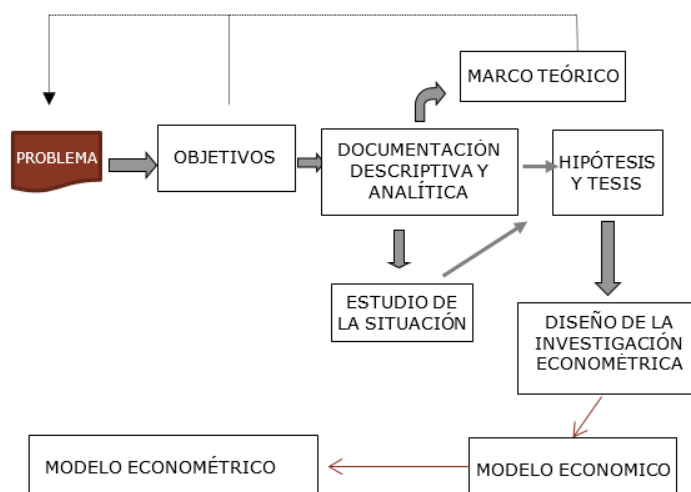 MARCO TEÓRICO
PROBLEMA
OBJETIVOS
DOCUMENTACIÓN
DESCRIPTIVA Y
ANALÍTICA
HIPÓTESIS
Y TESIS
ESTUDIO DE
LA SITUACIÓN
DISEÑO DE LA
INVESTIGACIÓN
ECONOMÉTRICA
MODELO ECONOMICO
MODELO ECONOMÉTRICO